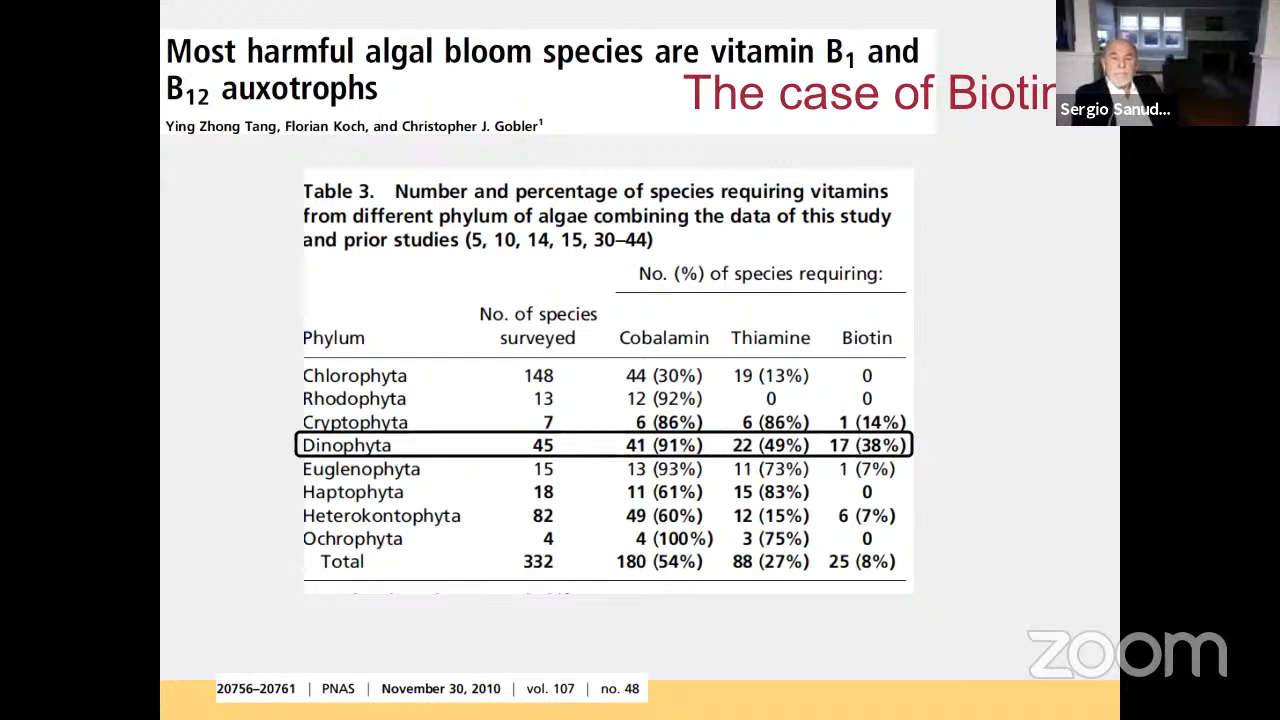 Most harmful algal bloom species are vitamin B1 and
B12 auxotrophs
The case of Biotin
Ying Zhong Tang, Florian Koch, and Christopher J. Gobler1
Sergio Sanud...
Table 3. Number and percentage of species requiring vitamins
from different phylum of algae combining the data of this study
and prior studies (5, 10, 14, 15, 30–44)
No. (%) of species requiring:
No. of species
Phylum surveyed Cobalamin Thiamine Biotin
Chlorophyta 148 44 (30%) 19 (13%) 0
Rhodophyta 13 12 (92%) 0 0
Cryptophyta 7 6 (86%) 6 (86%) 1 (14%)
Dinophyta 45 41 (91%) 22 (49%) 17 (38%)
Euglenophyta 15 13 (93%) 11 (73%) 1 (7%)
Haptophyta 18 11 (61%) 15 (83%) 0
Heterokontophyta 82 49 (60%) 12 (15%) 6 (7%)
Ochrophyta 4 4 (100%) 3 (75%) 0
Total 332 180 (54%) 88 (27%) 25 (8%)
zoom
20756–20761 | PNAS | November 30, 2010 | vol. 107 | no. 48